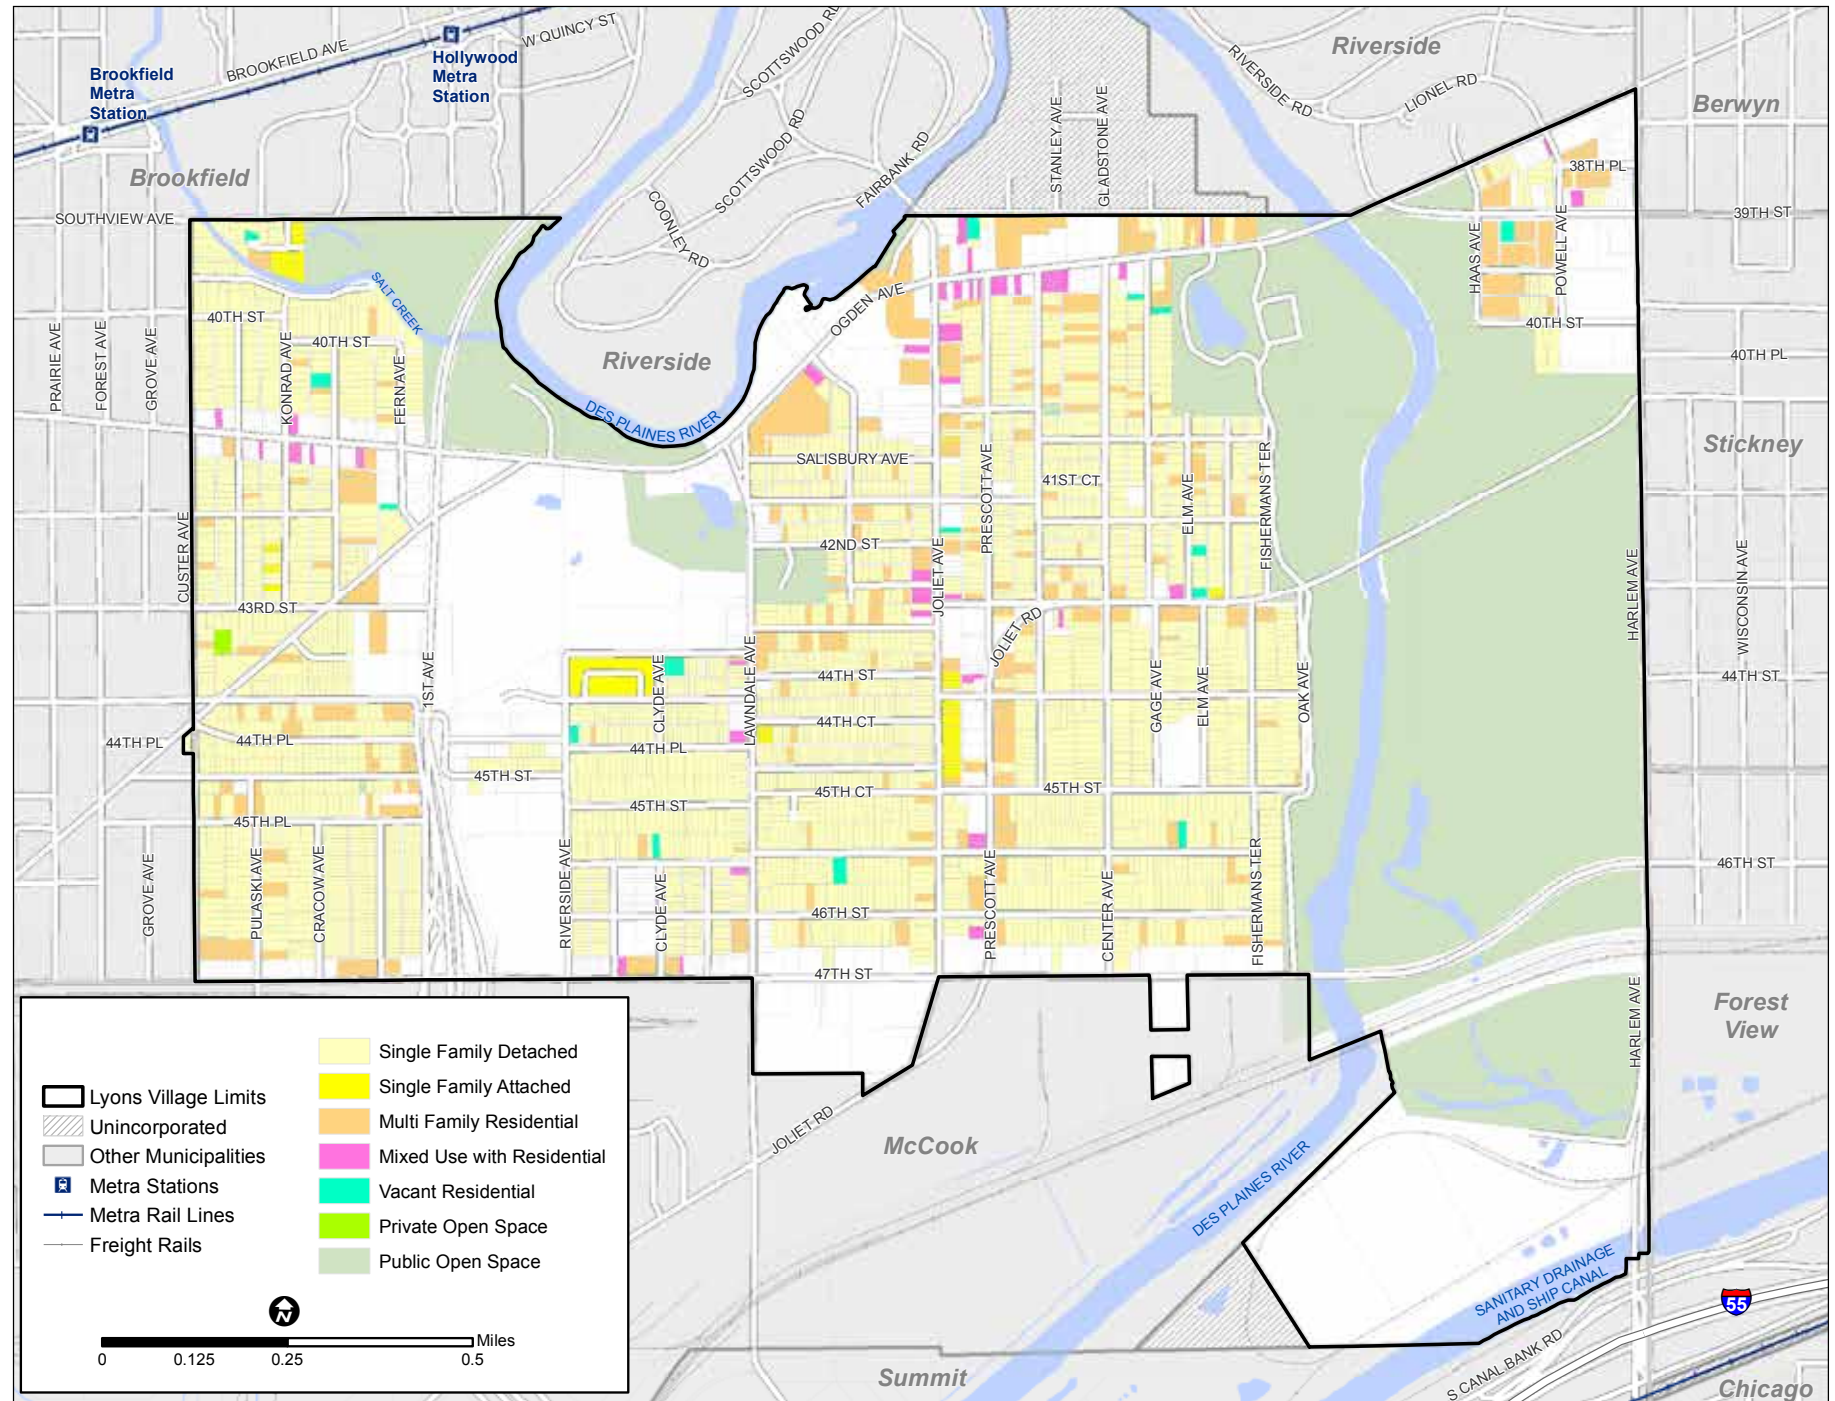 Riverside
SCOTTSWOOD RD
W QUINCY ST
BROOKFIELD AVE
Hollywood
Metra
Station
Brookfield
Metra
Station
RIVERSIDE RD
LIONEL RD
Berwyn
STANLEY AVE
GLADSTONE AVE
SCOTTSWOOD RD
FAIRBANK RD
38TH PL
Brookfield
SOUTHVIEW AVE
COONLEY RD
39TH ST
HAAS AVE
POWELL AVE
SALT CREEK
OGDEN AVE
40TH ST
40TH ST
40TH ST
40TH PL
PRAIRIE AVE
FOREST AVE
GROVE AVE
KONRAD AVE
FERN AVE
Riverside
DES PLAINES RIVER
SALISBURY AVE
PRESCOTT AVE
41ST CT
ELM AVE
FISHERMANS TER
Stickney
CUSTER AVE
42ND ST
JOLIET AVE
HARLEM AVE
WISCONSIN AVE
43RD ST
JOLIET RD
1ST AVE
CLYDE AVE
LAWNDALE AVE
44TH ST
GAGE AVE
ELM AVE
OAK AVE
44TH ST
44TH CT
44TH PL
44TH PL
44TH PL
45TH ST
45TH ST
45TH CT
45TH ST
45TH PL
GROVE AVE
PULASKI AVE
CRACOW AVE
RIVERSIDE AVE
CLYDE AVE
46TH ST
PRESCOTT AVE
CENTER AVE
FISHERMANS TER
46TH ST
47TH ST
HARLEM AVE
Forest
View
Lyons Village Limits
Unincorporated
Other Municipalities
Metra Stations
Metra Rail Lines
Freight Rails
Single Family Detached
Single Family Attached
Multi Family Residential
Mixed Use with Residential
Vacant Residential
Private Open Space
Public Open Space
N
Miles
0 0.125 0.25 0.5
JOLIET RD
McCook
DES PLAINES RIVER
SANITARY DRAINAGE
AND SHIP CANAL
55
S CANAL BANK RD
Summit
Chicago